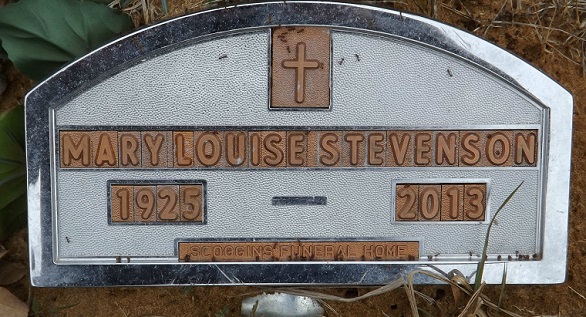 MARY LOUISE STEVENSON
1925 — 2013
SCOGGINS FUNERAL HOME